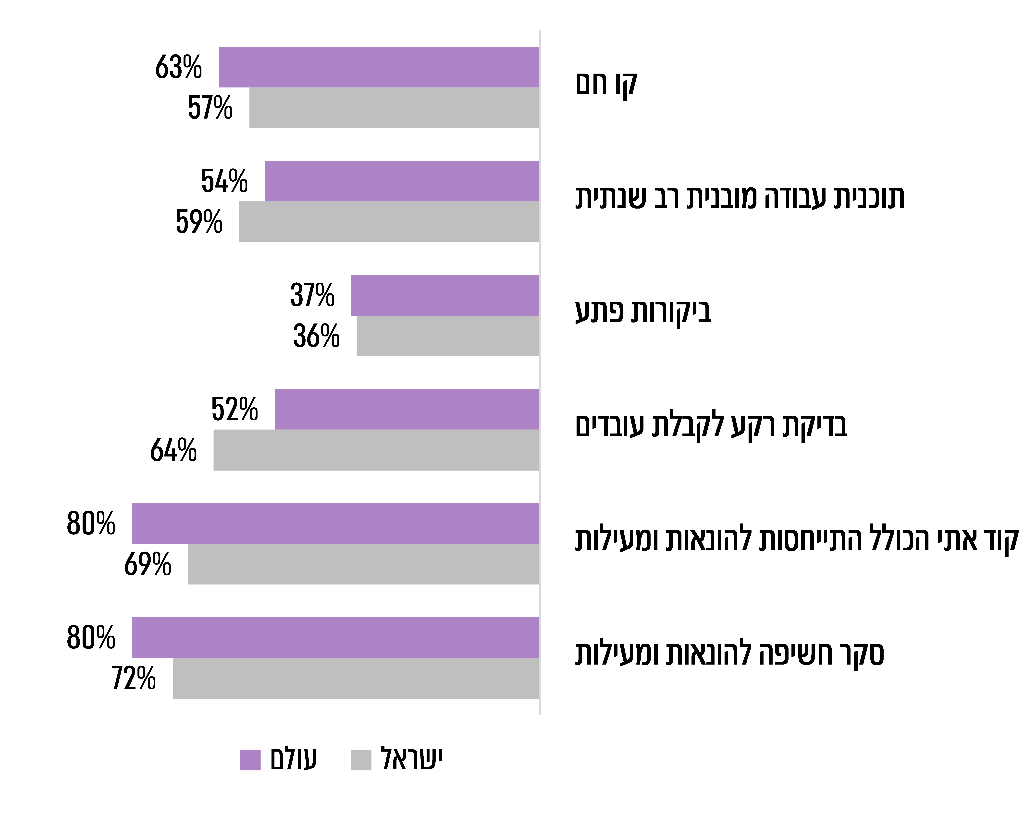 קו חם
63%
57%
תוכנית עבודה מובנית רב שנתית
54%
59%
ביקורות פתע
37%
36%
בדיקת רקע לקבלת עובדים
52%
64%
קוד אתי הכולל התייחסות להונאות ומעילות
80%
69%
סקר חשיפה להונאות ומעילות
80%
72%
ישראל
עולם